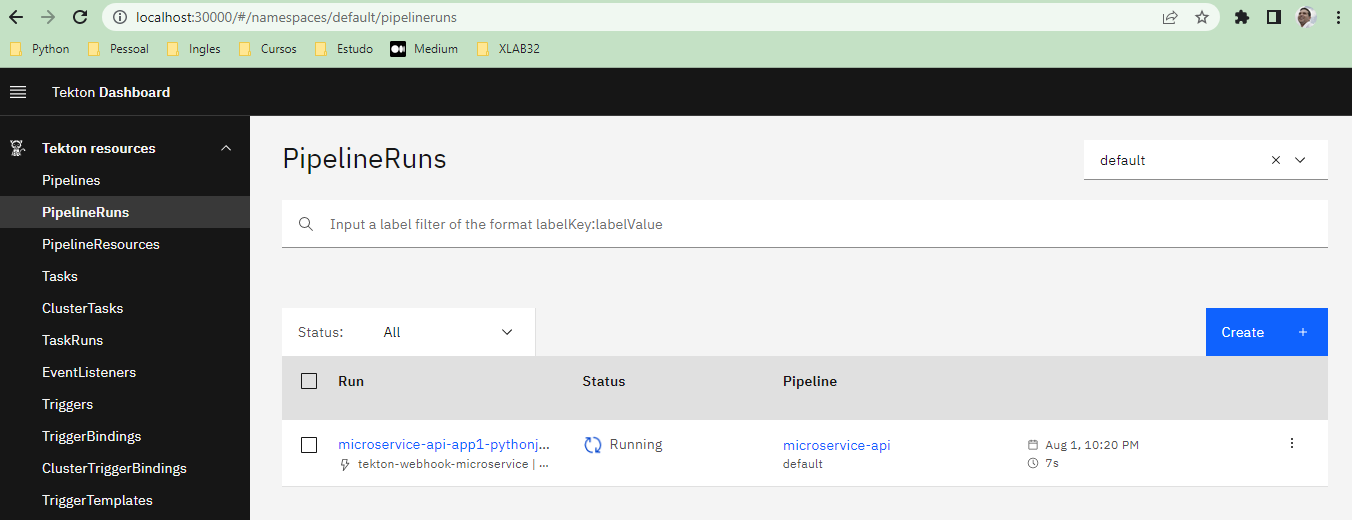 localhost:30000/#/namespaces/default/pipelineruns
Python Pessoal Ingles Cursos Estudo Medium XLAB32
Tekton Dashboard
Tekton resources
Pipelines
PipelineRuns
PipelineResources
Tasks
ClusterTasks
TaskRuns
EventListeners
Triggers
TriggerBindings
ClusterTriggerBindings
TriggerTemplates
PipelineRuns
default
Input a label filter of the format labelKey:labelValue
Status: All
Create +
Run Status Pipeline
microservice-api-app1-pythonj... Running microservice-api Aug 1, 10:20 PM
tekton-webhook-microservice | ... default 7s